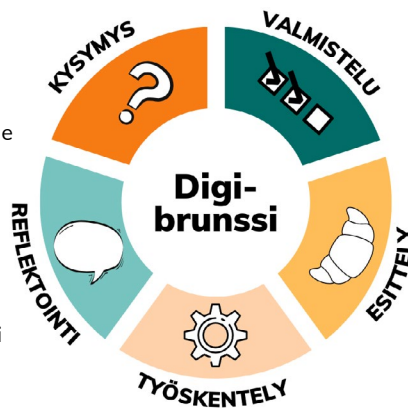 KYSYMYS
VALMISTELU
e
Digi-
brunssi
REFLEKTOINTI
ESITTELY
i
TYÖSKENTELY